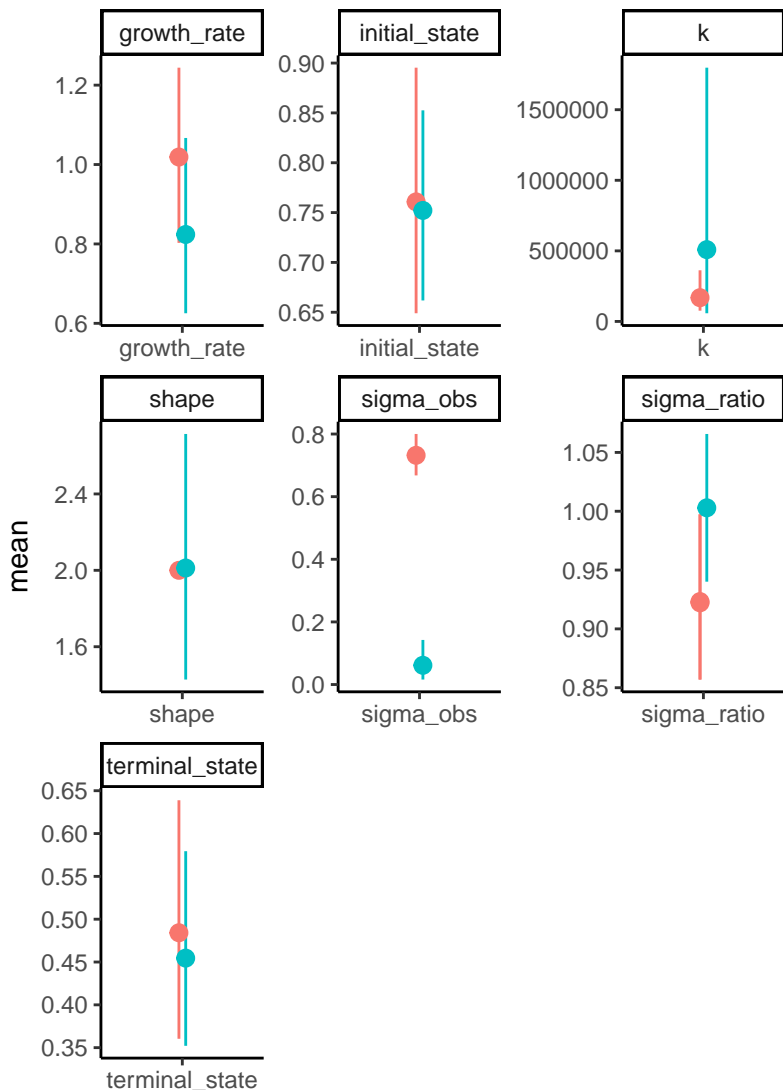 mean
growth_rate
1.2
1.0
0.8
0.6
growth_rate
initial_state
0.90
0.85
0.80
0.75
0.70
0.65
initial_state
k
1500000
1000000
500000
0
k
shape
2.4
2.0
1.6
shape
sigma_obs
0.8
0.6
0.4
0.2
0.0
sigma_obs
sigma_ratio
1.05
1.00
0.95
0.90
0.85
sigma_ratio
terminal_state
0.65
0.60
0.55
0.50
0.45
0.40
0.35
terminal_state